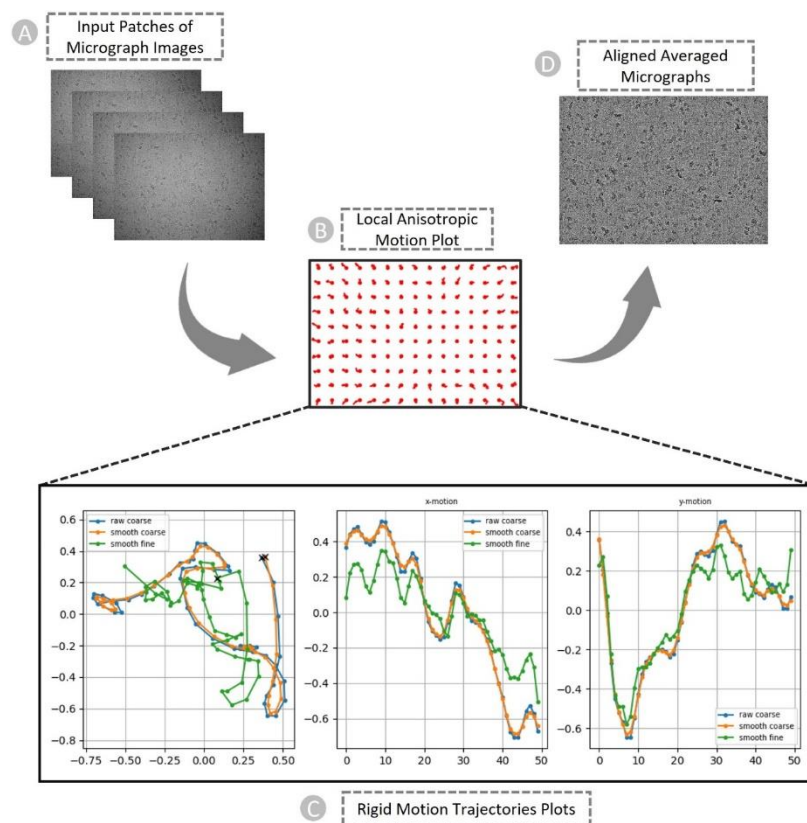 A
Input Patches of
Micrograph Images
D
Aligned Averaged
Micrographs
B
Local Anisotropic
Motion Plot
0.6
0.4
0.2
0.0
−0.2
−0.4
−0.6
−0.8
−0.75 −0.50 −0.25 0.00 0.25 0.50
raw coarse
smooth coarse
smooth fine
x-motion
0.4
0.2
0.0
−0.2
−0.4
−0.6
0 10 20 30 40 50
raw coarse
smooth coarse
smooth fine
y-motion
0.4
0.2
0.0
−0.2
−0.4
−0.6
0 10 20 30 40 50
raw coarse
smooth coarse
smooth fine
C
Rigid Motion Trajectories Plots